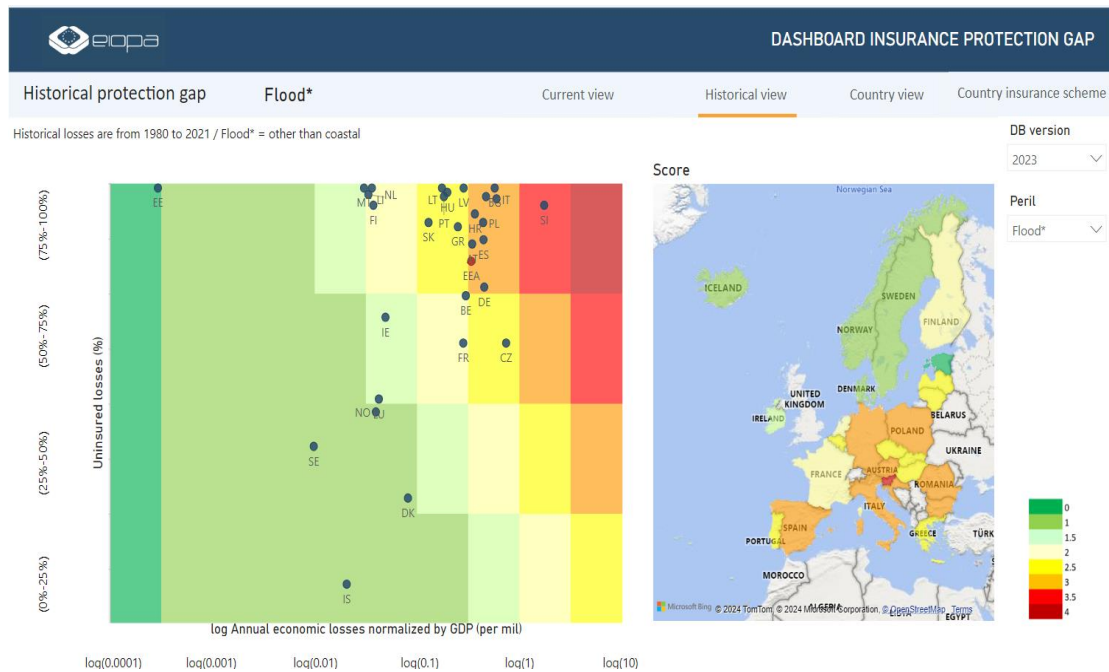 eiopa
DASHBOARD INSURANCE PROTECTION GAP
Historical protection gap
Flood*
Current view
Historical view
Country view
Country insurance scheme
Historical losses are from 1980 to 2021 / Flood* = other than coastal
DB version
2023
Peril
Flood*
Uninsured losses (%)
(75%-100%)
(50%-75%)
(25%-50%)
(0%-25%)
EE
NL
FI
LT
HU
LV
IT
SI
PT
HR
PL
SK
GR
ES
EEA
DE
BE
IE
FR
CZ
NO
SE
DK
IS
log Annual economic losses normalized by GDP (per mil)
log(0.0001)
log(0.001)
log(0.01)
log(0.1)
log(1)
log(10)
Score
Norwegian Sea
ICELAND
SWEDEN
FINLAND
NORWAY
DENMARK
UNITED
KINGDOM
IRELAND
BELARUS
POLAND
UKRAINE
FRANCE
AUSTRIA
ROMANIA
ITALY
SPAIN
PORTUGAL
GREECE
TÜRK
MOROCCO
ALGERIA
LIBYA
EGYPT
Microsoft Bing
© 2024 TomTom, © 2024 Microsoft Corporation, © OpenStreetMap Terms
0
1
1.5
2
2.5
3
3.5
4